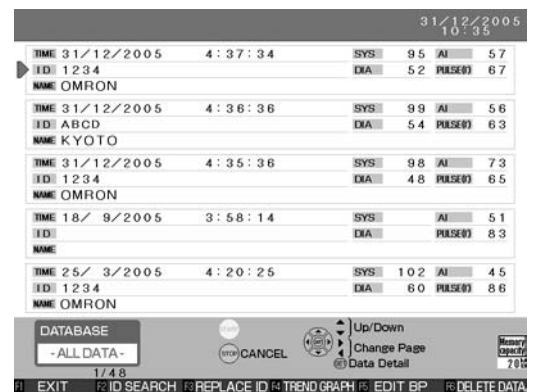 31/12/2005
10:35
TIME 31/12/2005 4:37:34 SYS 95 AI 57
ID 1234 DIA 52 PULSE(r) 67
NAME OMRON
TIME 31/12/2005 4:36:36 SYS 99 AI 56
ID ABCD DIA 54 PULSE(r) 63
NAME KYOTO
TIME 31/12/2005 4:35:36 SYS 98 AI 73
ID 1234 DIA 48 PULSE(r) 65
NAME OMRON
TIME 18/ 9/2005 3:58:14 SYS AI 51
ID DIA PULSE(r) 83
NAME
TIME 25/ 3/2005 4:20:25 SYS 102 AI 45
ID 1234 DIA 60 PULSE(r) 86
NAME OMRON
DATABASE
-ALL DATA-
1/48
STOP CANCEL
Up/Down
Change Page
SET Data Detail
Memory capacity
20%
F1 EXIT F2 ID SEARCH F3 REPLACE ID F4 TREND GRAPH F5 EDIT BP F6 DELETE DATA